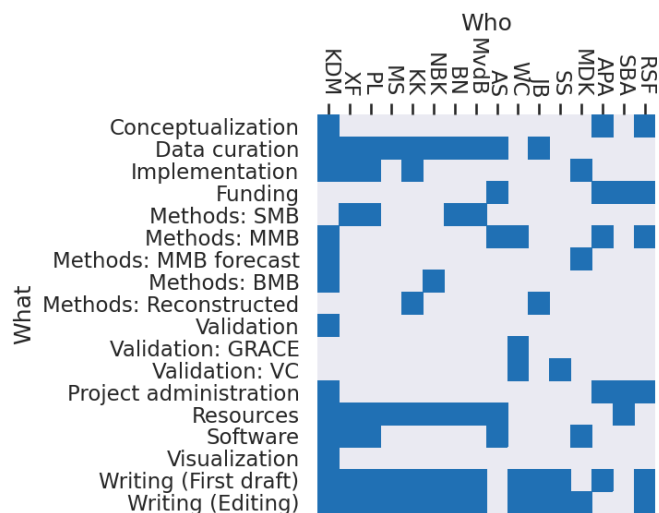 Who
KDM XF PL MS KK NBK BN MvdB AS WC JB SS MDK APA SBA RSF
Conceptualization
Data curation
Implementation
Funding
Methods: SMB
Methods: MMB
Methods: MMB forecast
Methods: BMB
Methods: Reconstructed
Validation
Validation: GRACE
Validation: VC
Project administration
Resources
Software
Visualization
Writing (First draft)
Writing (Editing)
What